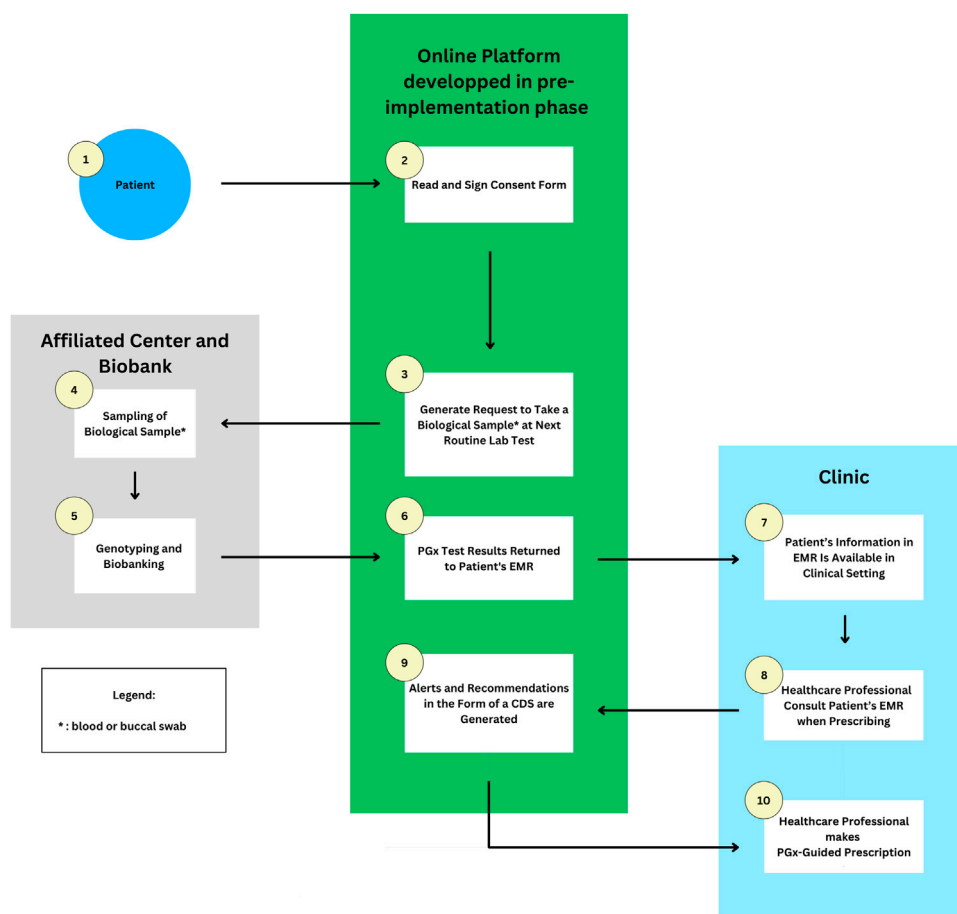 Online Platform
developped in pre-
implementation phase
1
Patient
2
Read and Sign Consent Form
Affiliated Center and
Biobank
3
Generate Request to Take a
Biological Sample* at Next
Routine Lab Test
4
Sampling of
Biological Sample*
5
Genotyping and
Biobanking
6
PGx Test Results Returned
to Patient's EMR
Clinic
7
Patient’s Information in
EMR Is Available in
Clinical Setting
8
Healthcare Professional
Consult Patient’s EMR
when Prescribing
9
Alerts and Recommendations
in the Form of a CDS are
Generated
10
Healthcare Professional
makes
PGx-Guided Prescription
Legend:
* : blood or buccal swab